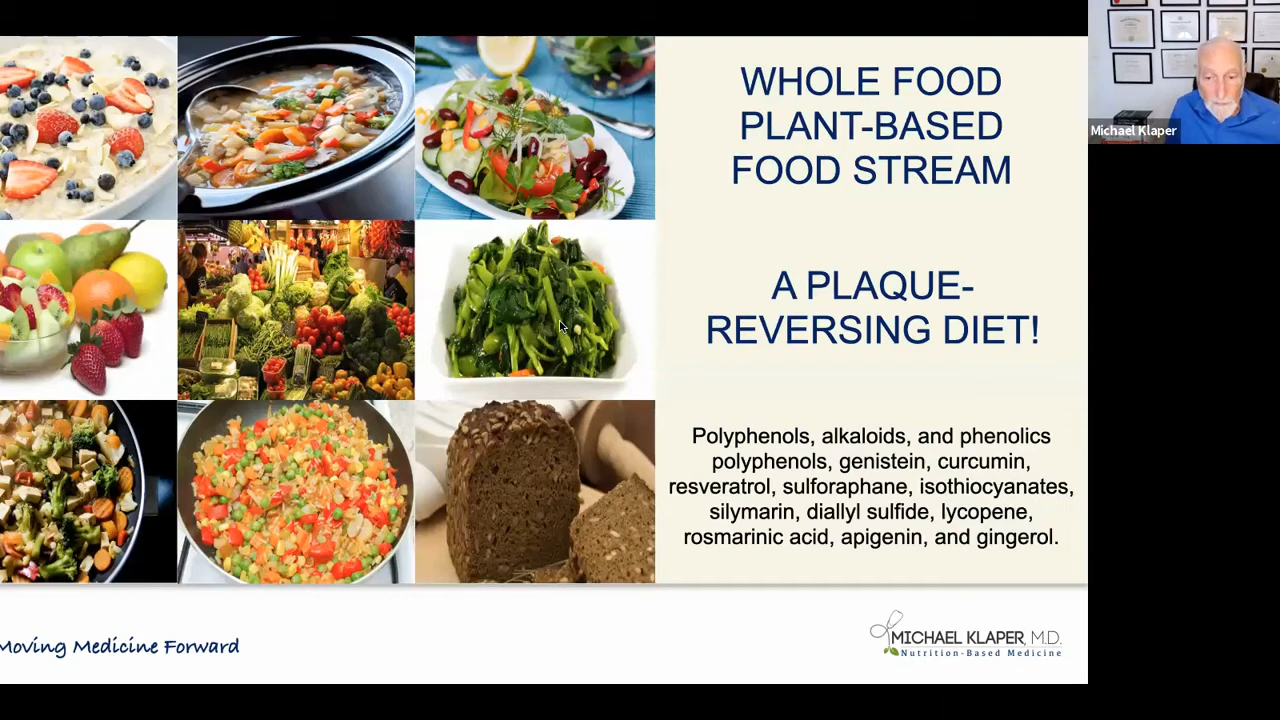 WHOLE FOOD
PLANT-BASED
FOOD STREAM
A PLAQUE-
REVERSING DIET!
Polyphenols, alkaloids, and phenolics
polyphenols, genistein, curcumin,
resveratrol, sulforaphane, isothiocyanates,
silymarin, diallyl sulfide, lycopene,
rosmarinic acid, apigenin, and gingerol.
Michael Klaper
Moving Medicine Forward
MICHAEL KLAPER, M.D.
Nutrition-Based Medicine